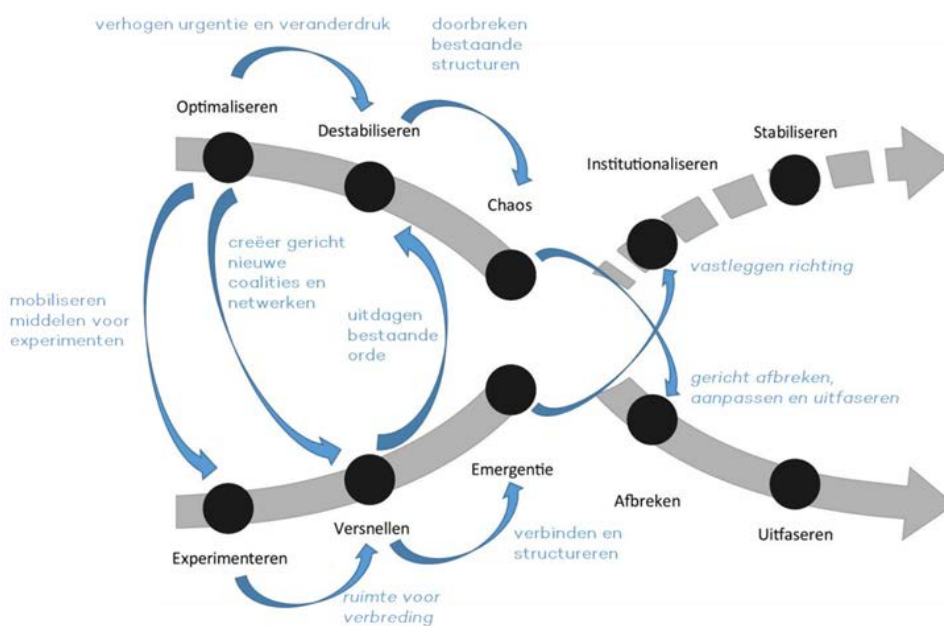 verhogen urgentie en veranderdruk
doorbreken
bestaande
structuren
Optimaliseren
Destabiliseren
Chaos
Institutionaliseren
Stabiliseren
creëer gericht
nieuwe
coalities en
netwerken
mobiliseren
middelen voor
experimenten
uitdagen
bestaande
orde
vastleggen richting
gericht afbreken,
aanpassen en uitfaseren
Emergentie
Experimenteren
Versnellen
Afbreken
Uitfaseren
verbinden en
structureren
ruimte voor
verbreding